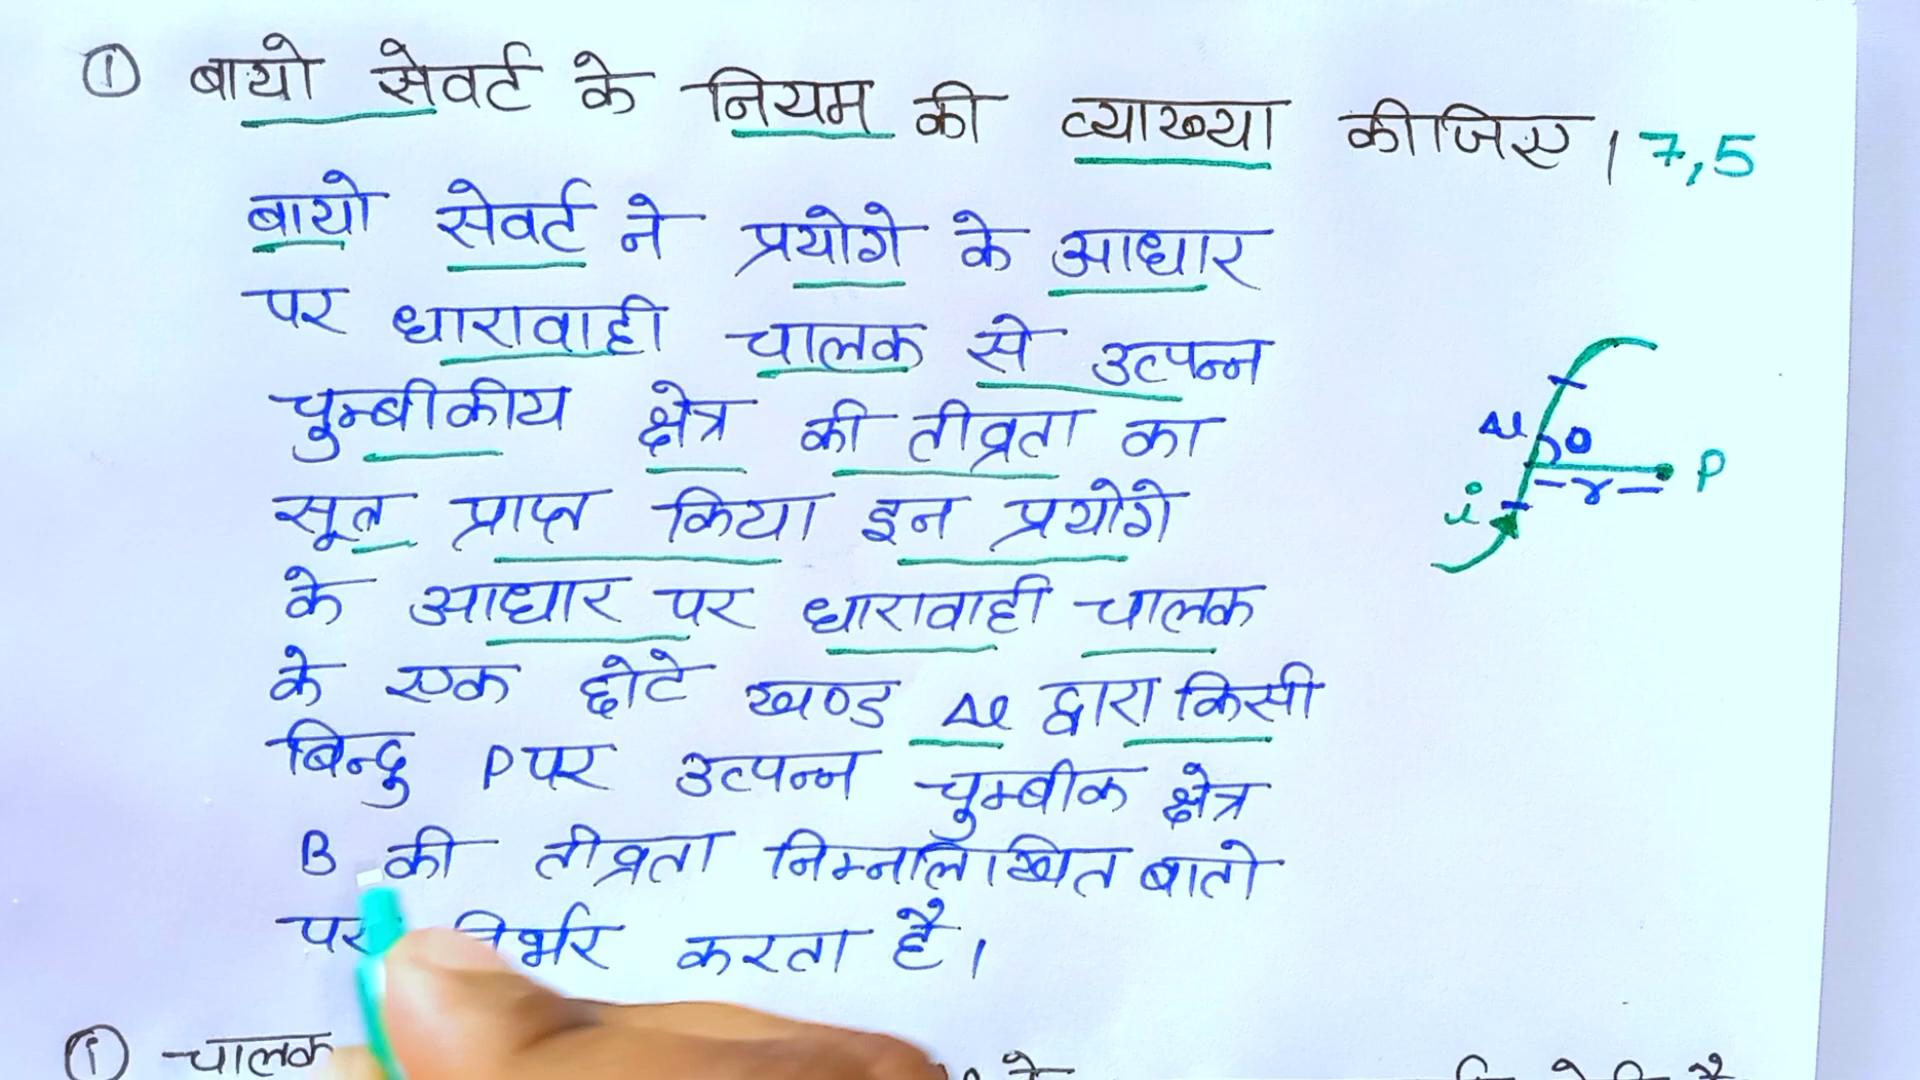 ① बायो सेवर्ट के नियम की व्याख्या कीजिए। 7,5
बायो सेवर्ट ने प्रयोगे के आधार
पर धारावाही चालक से उत्पन्न
चुम्बीकीय क्षेत्र की तीव्रता का
सूत्र प्राप्त किया इन प्रयोगे
के आधार पर धारावाही चालक
के एक छोटे खण्ड Δl द्वारा किसी
बिन्दु P पर उत्पन्न चुम्बीक क्षेत्र
B की तीव्रता निम्नलिखित बातो
पर निर्भर करता है।
Δl θ
P
r
i
① चालक